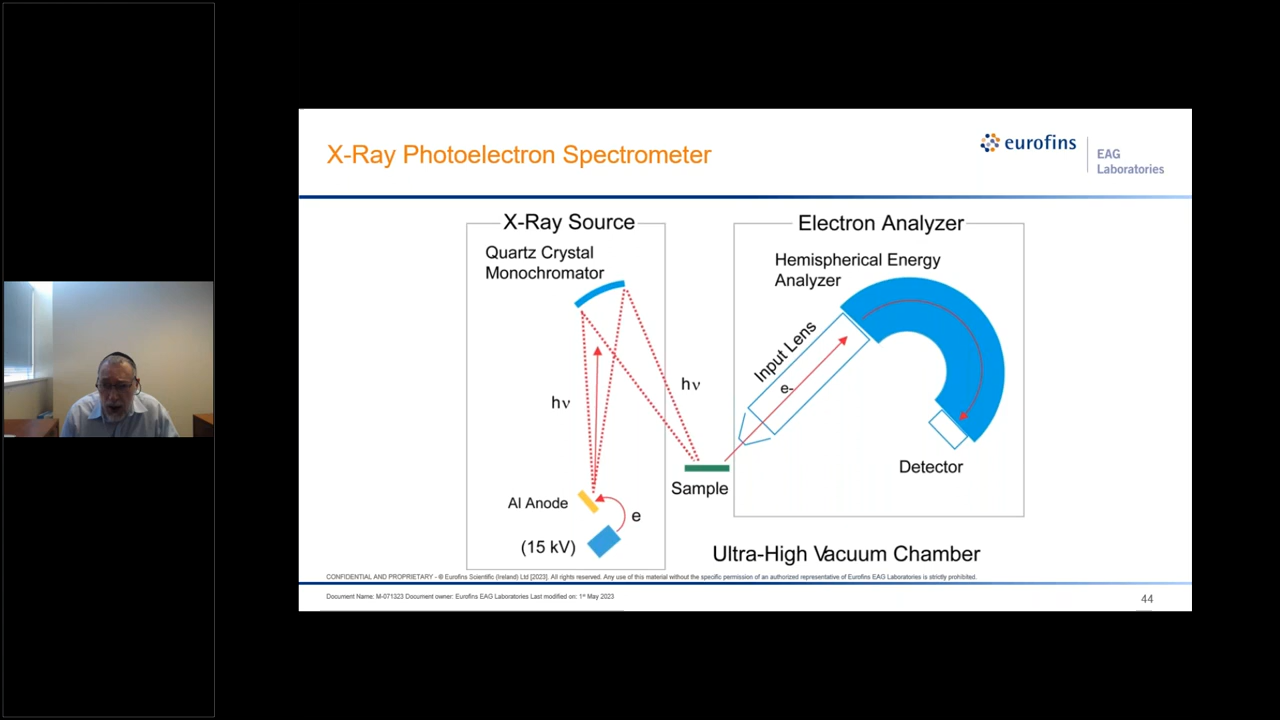 X-Ray Photoelectron Spectrometer
eurofins
EAG
Laboratories
X-Ray Source
Quartz Crystal
Monochromator
hν
hν
Al Anode
e
(15 kV)
Sample
Electron Analyzer
Hemispherical Energy
Analyzer
Input Lens
e-
Detector
Ultra-High Vacuum Chamber
CONFIDENTIAL AND PROPRIETARY - © Eurofins Scientific (Ireland) Ltd [2023]. All rights reserved. Any use of this material without the specific permission of an authorized representative of Eurofins EAG Laboratories is strictly prohibited.
Document Name: M-071323 Document owner: Eurofins EAG Laboratories Last modified on: 1st May 2023
44